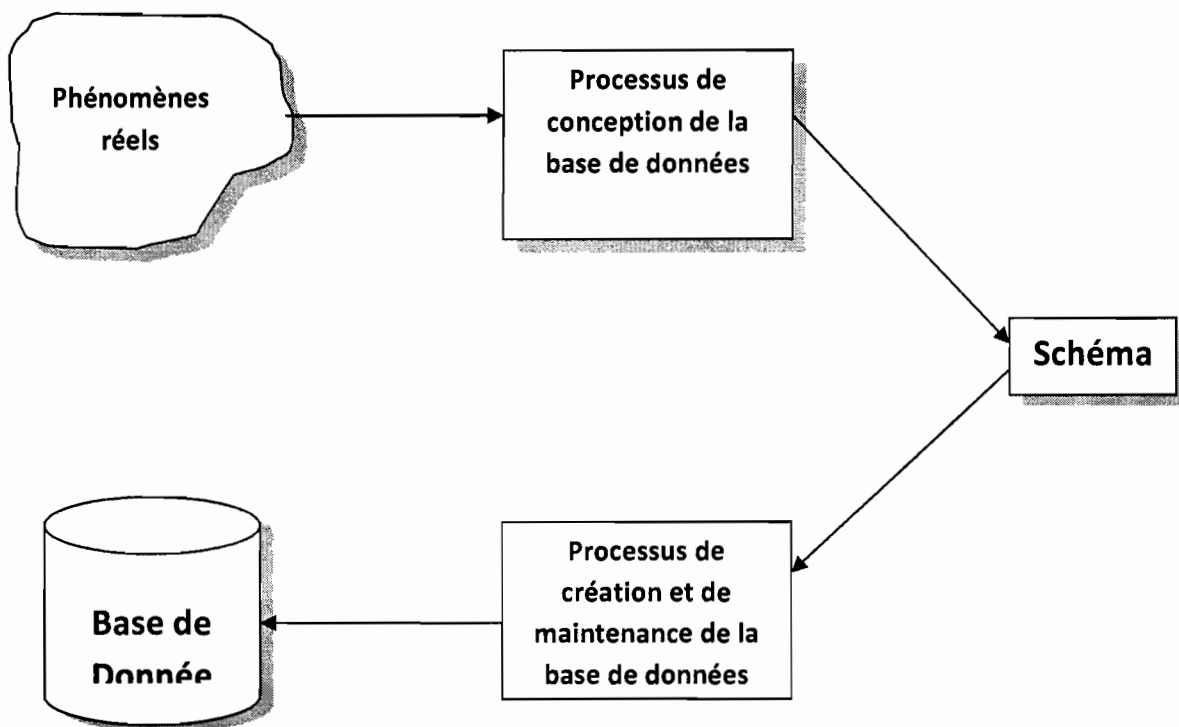 Phénomènes
réels
Processus de
conception de la
base de données
Schéma
Processus de
création et de
maintenance de la
base de données
Base de
Donnée